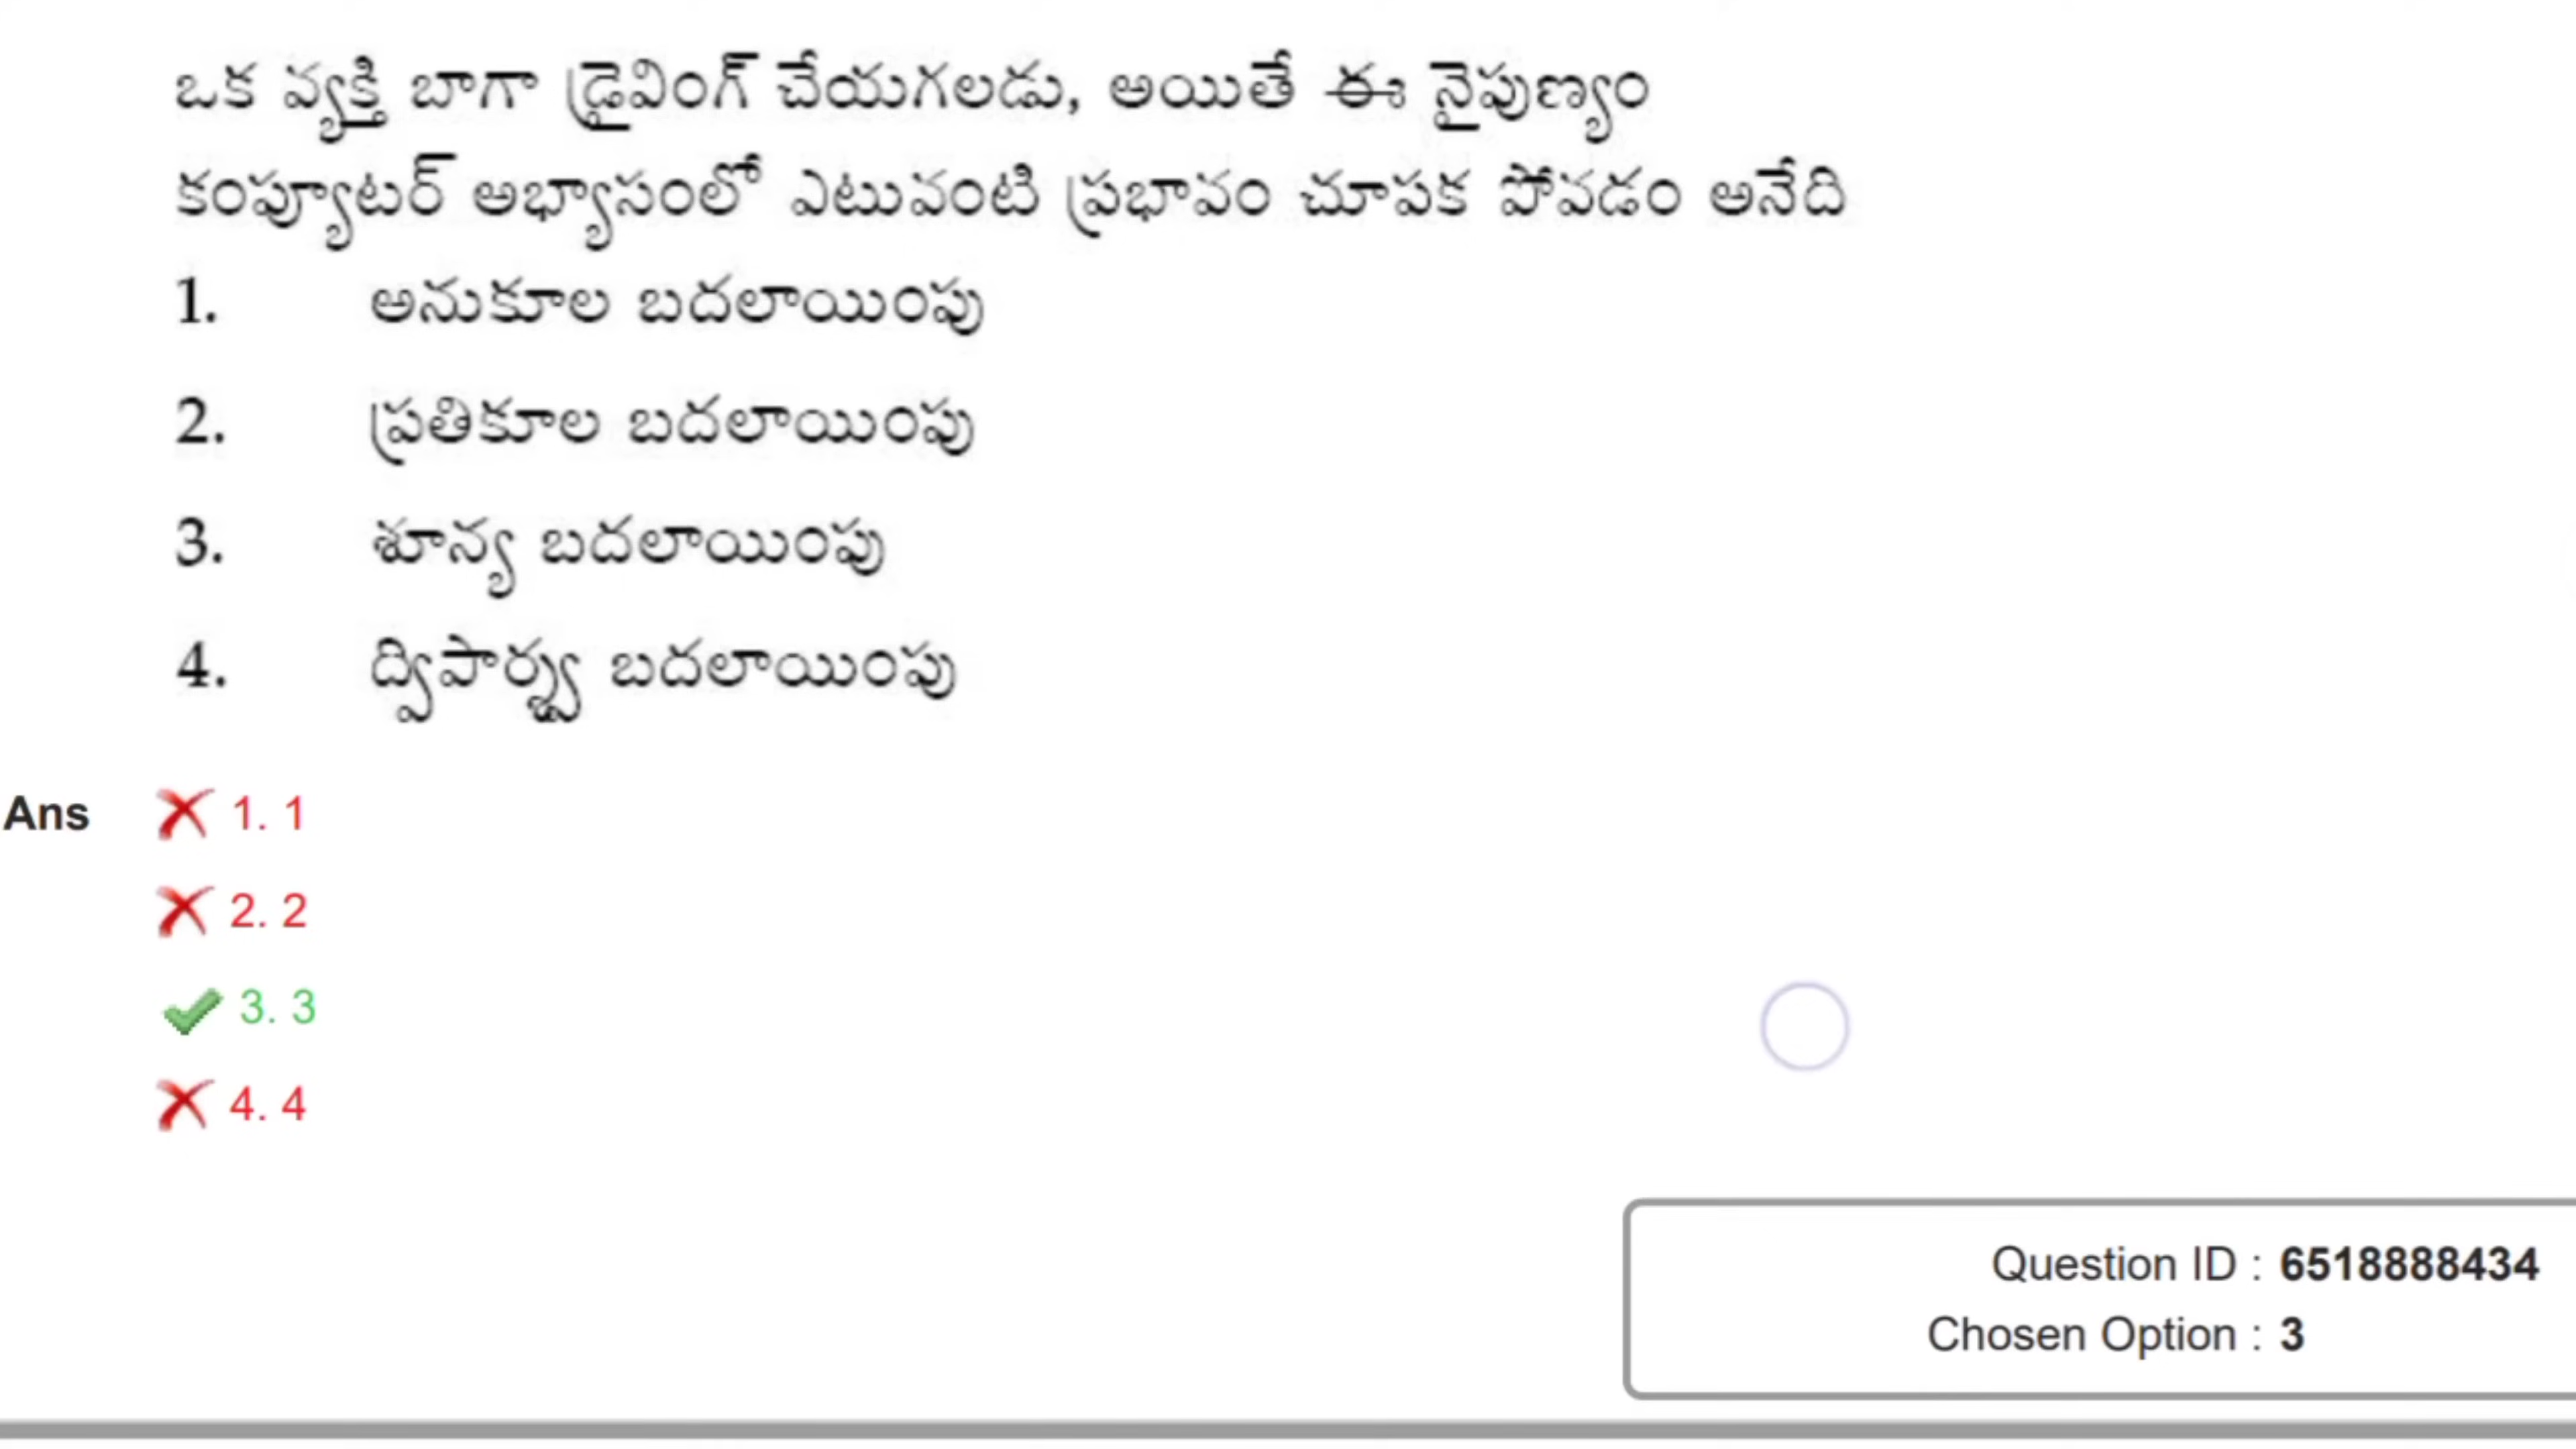 ఒక వ్యక్తి బాగా డ్రైవింగ్ చేయగలడు, అయితే ఈ నైపుణ్యం
కంప్యూటర్ అభ్యాసంలో ఎటువంటి ప్రభావం చూపక పోవడం అనేది
1. అనుకూల బదలాయింపు
2. ప్రతికూల బదలాయింపు
3. శూన్య బదలాయింపు
4. ద్విపార్శ్వ బదలాయింపు
Ans 1. 1
2. 2
3. 3
4. 4
Question ID : 6518888434
Chosen Option : 3